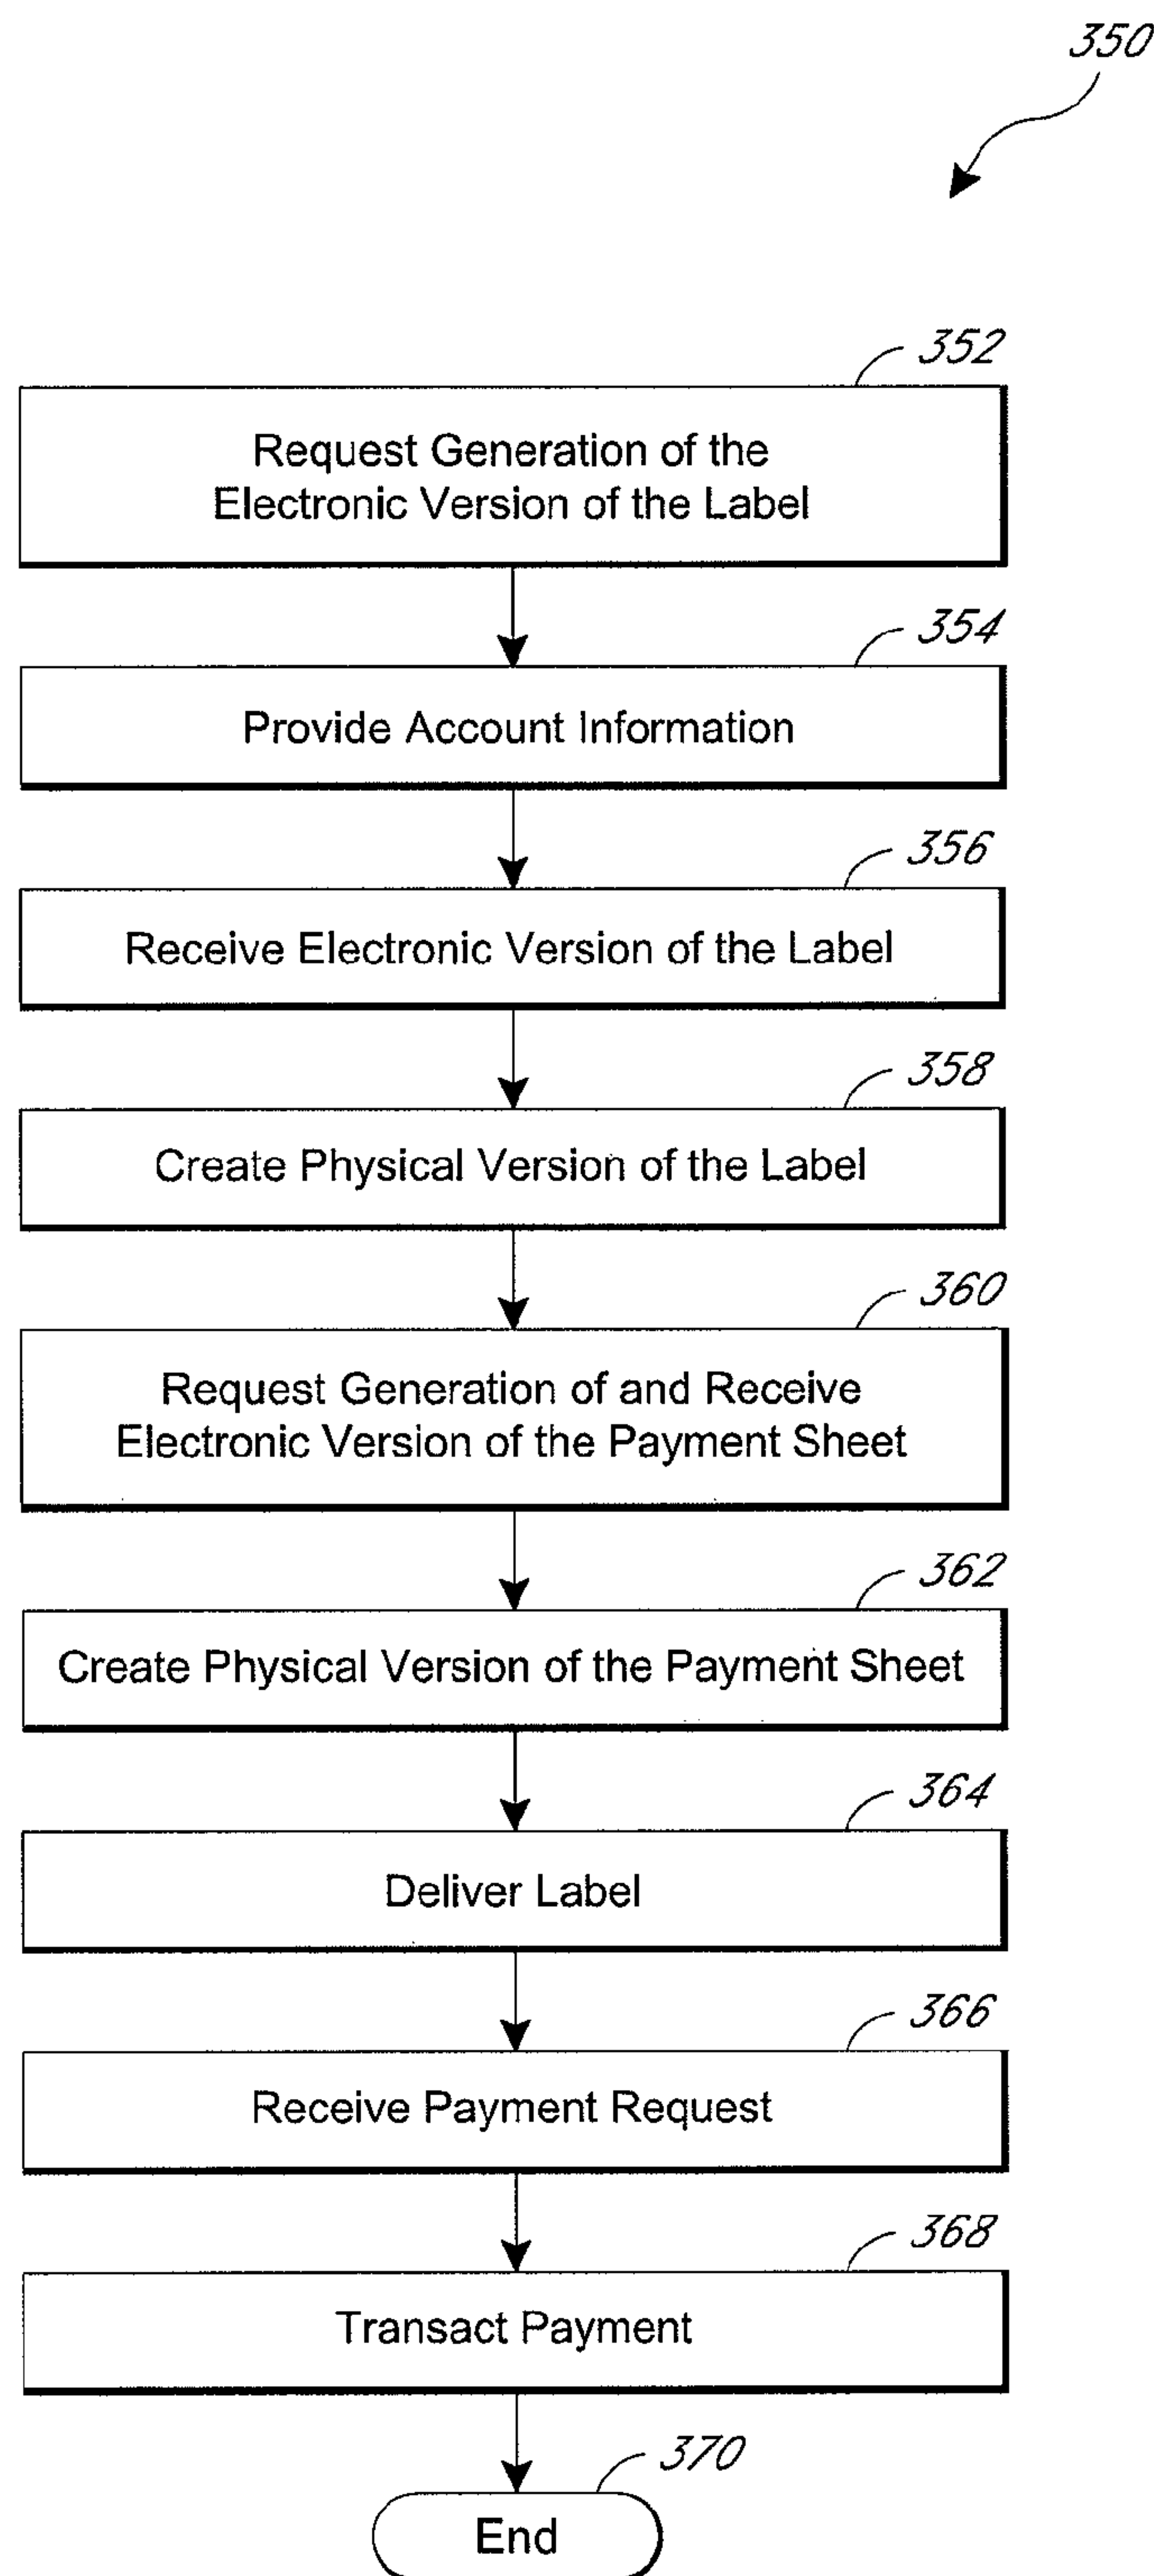 350
352
Request Generation of the
Electronic Version of the Label
354
Provide Account Information
356
Receive Electronic Version of the Label
358
Create Physical Version of the Label
360
Request Generation of and Receive
Electronic Version of the Payment Sheet
362
Create Physical Version of the Payment Sheet
364
Deliver Label
366
Receive Payment Request
368
Transact Payment
370
End